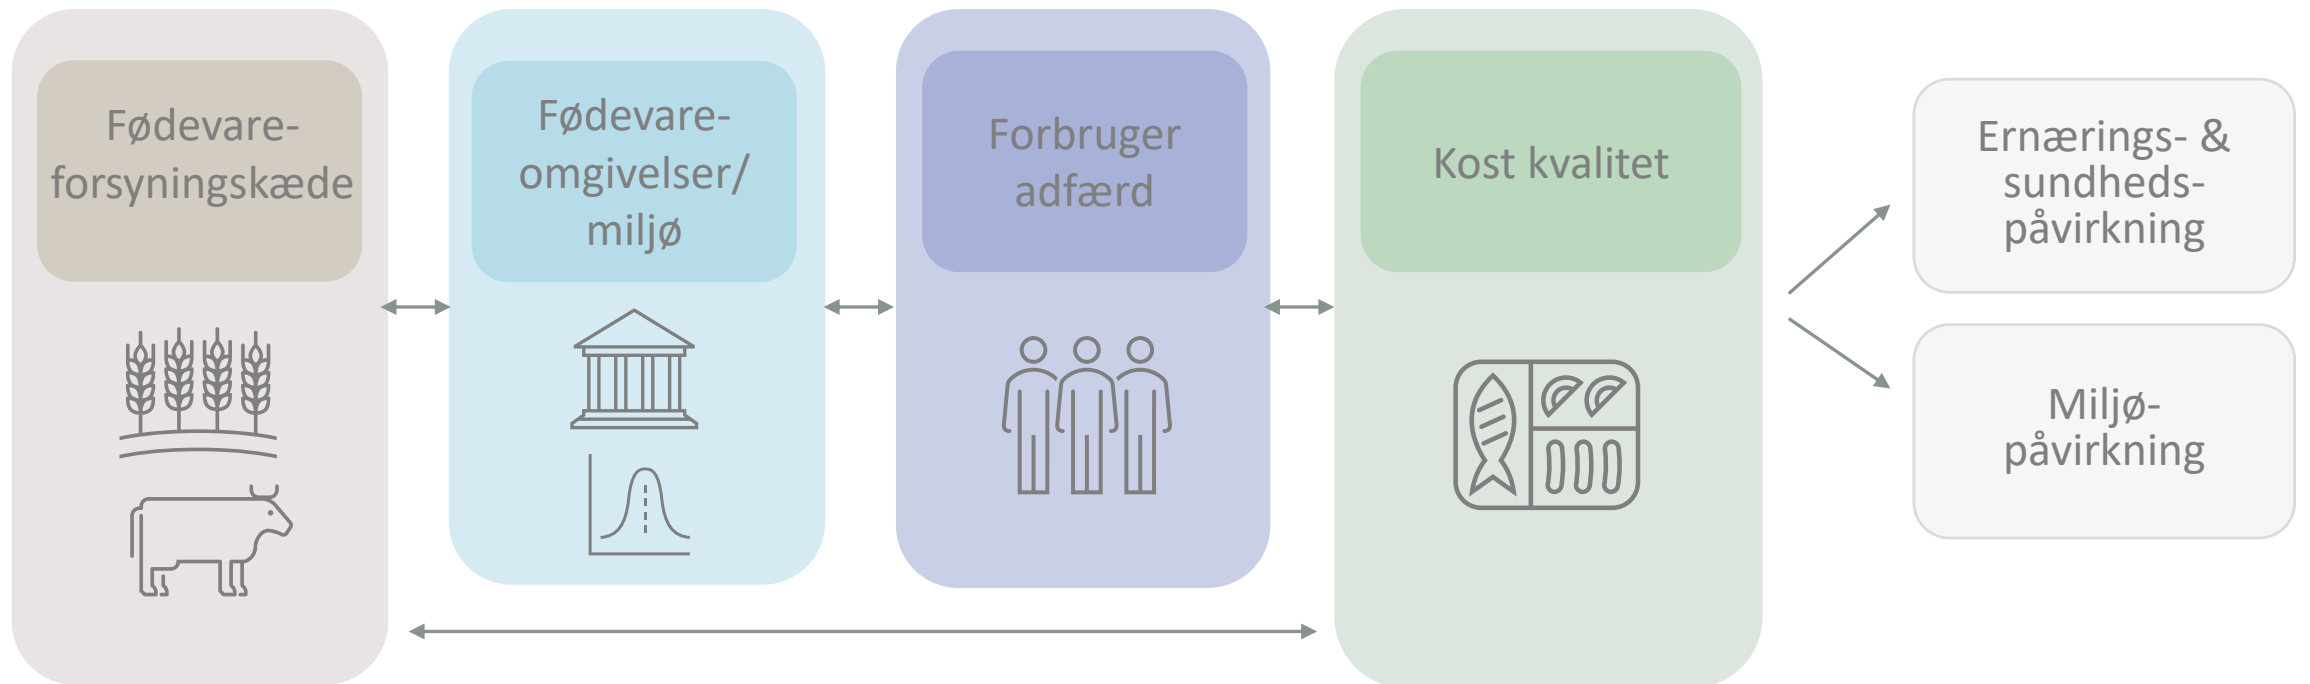 Fødevare-
forsyningskæde
Fødevare-
omgivelser/
miljø
Forbruger
adfærd
Kost kvalitet
Ernærings- &
sundheds-
påvirkning
Miljø-
påvirkning